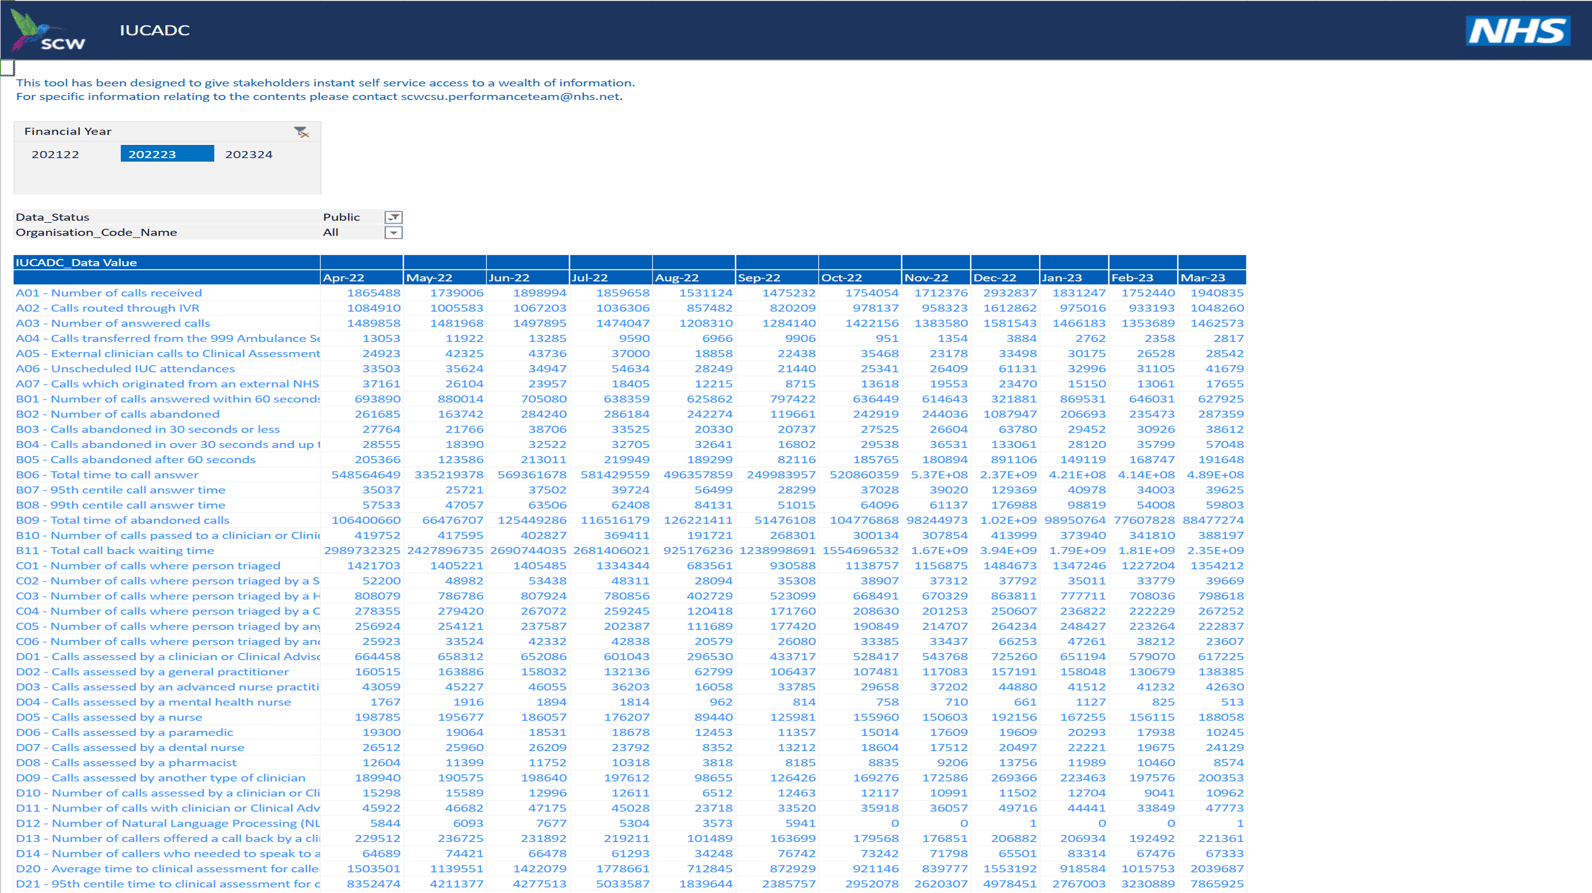 SCW
IUCADC
NHS
This tool has been designed to give stakeholders instant self service access to a wealth of information.
For specific information relating to the contents please contact scwcsu.performanceteam@nhs.net.
Financial Year
202122 202223 202324
Data_Status Public
Organisation_Code_Name All
IUCADC_Data Value
Apr-22 May-22 Jun-22 Jul-22 Aug-22 Sep-22 Oct-22 Nov-22 Dec-22 Jan-23 Feb-23 Mar-23
A01 - Number of calls received 1865488 1739006 1898994 1859658 1531124 1475232 1754054 1712376 2932837 1831247 1752440 1940835
A02 - Calls routed through IVR 1084910 1005583 1067203 1036306 857482 820209 978137 958323 1612862 975016 933193 1048260
A03 - Number of answered calls 1489858 1481968 1497895 1474047 1208310 1284140 1422156 1383580 1581543 1466183 1353689 1462573
A04 - Calls transferred from the 999 Ambulance Se 13053 11922 13285 9590 6966 9906 951 1354 3884 2762 2358 2817
A05 - External clinician calls to Clinical Assessment 24923 42325 43736 37000 18858 22438 35468 23178 33498 30175 26528 28542
A06 - Unscheduled IUC attendances 33503 35624 34947 54634 28249 21440 25341 26409 61131 32996 31105 41679
A07 - Calls which originated from an external NHS 37161 26104 23957 18405 12215 8715 13618 19553 23470 15150 13061 17655
B01 - Number of calls answered within 60 seconds 693890 880014 705080 638359 625862 797422 636449 614643 321881 869531 646031 627925
B02 - Number of calls abandoned 261685 163742 284240 286184 242274 119661 242919 244036 1087947 206693 235473 287359
B03 - Calls abandoned in 30 seconds or less 27764 21766 38706 33525 20330 20737 27525 26604 63780 29452 30926 38612
B04 - Calls abandoned in over 30 seconds and up t 28555 18390 32522 32705 32641 16802 29538 36531 133061 28120 35799 57048
B05 - Calls abandoned after 60 seconds 205366 123586 213011 219949 189299 82116 185765 180894 891106 149119 168747 191648
B06 - Total time to call answer 548564649 335219378 569361678 581429559 496357859 249983957 520860359 5.37E+08 2.37E+09 4.21E+08 4.14E+08 4.89E+08
B07 - 95th centile call answer time 35037 25721 37502 39724 56499 28299 37028 39020 129369 40978 34003 39625
B08 - 99th centile call answer time 57533 47057 63506 62408 84131 51015 64096 61137 176988 98819 54008 59803
B09 - Total time of abandoned calls 106400660 66476707 125449286 116516179 126221411 51476108 104776868 98244973 1.02E+09 98950764 77607828 88477274
B10 - Number of calls passed to a clinician or Clinic 419752 417595 402827 369411 191721 268301 300134 307854 413999 373940 341810 388197
B11 - Total call back waiting time 2989732325 2427896735 2690744035 2681406021 925176236 1238998691 1554696532 1.67E+09 3.94E+09 1.79E+09 1.81E+09 2.35E+09
C01 - Number of calls where person triaged 1421703 1405221 1405485 1334344 683561 930588 1138757 1156875 1484673 1347246 1227204 1354212
C02 - Number of calls where person triaged by a S 52200 48982 53438 48311 28094 35308 38907 37312 37792 35011 33779 39669
C03 - Number of calls where person triaged by a H 808079 786786 807924 780856 402729 523099 668491 670329 863811 777711 708036 798618
C04 - Number of calls where person triaged by a C 278355 279420 267072 259245 120418 171760 208630 201253 250607 236822 222229 267252
C05 - Number of calls where person triaged by any 256924 254121 237587 202387 111689 177420 190849 214707 264234 248427 223264 222837
C06 - Number of calls where person triaged by ano 25923 33524 42332 42838 20579 26080 33385 33437 66253 47261 38212 23607
D01 - Calls assessed by a clinician or Clinical Adviso 664458 658312 652086 601043 296530 433717 528417 543768 725260 651194 579070 617225
D02 - Calls assessed by a general practitioner 160515 163886 158032 132136 62799 106437 107481 117083 157191 158048 130679 138385
D03 - Calls assessed by an advanced nurse practiti 43059 45227 46055 36203 16058 33785 29658 37202 44880 41512 41232 42630
D04 - Calls assessed by a mental health nurse 1767 1916 1894 1814 962 814 758 710 661 1127 825 513
D05 - Calls assessed by a nurse 198785 195677 186057 176207 89440 125981 155960 150603 192156 167255 156115 188058
D06 - Calls assessed by a paramedic 19300 19064 18531 18678 12453 11357 15014 17609 19609 20293 17938 10245
D07 - Calls assessed by a dental nurse 26512 25960 26209 23792 8352 13212 18604 17512 20497 22221 19675 24129
D08 - Calls assessed by a pharmacist 12604 11399 11752 10318 3818 8185 8835 9206 13756 11989 10460 8574
D09 - Calls assessed by another type of clinician 189940 190575 198640 197612 98655 126426 169276 172586 269366 223463 197576 200353
D10 - Number of calls assessed by a clinician or Cli 15298 15589 12996 12611 6512 12463 12117 10991 11502 12704 9041 10962
D11 - Number of calls with clinician or Clinical Adv 45922 46682 47175 45028 23718 33520 35918 36057 49716 44441 33849 47773
D12 - Number of Natural Language Processing (NL 5844 6093 7677 5304 3573 5941 0 0 1 0 0 1
D13 - Number of callers offered a call back by a cli 229512 236725 231892 219211 101489 163699 179568 176851 206882 206934 192492 221361
D14 - Number of callers who needed to speak to a 64689 74421 66478 61293 34248 76742 73242 71798 65501 83314 67476 67333
D20 - Average time to clinical assessment for calle 1503501 1139551 1422079 1778661 712845 872929 921146 839777 1553192 918584 1015753 2039687
D21 - 95th centile time to clinical assessment for c 8352474 4211377 4277513 5033587 1839644 2385757 2952078 2620307 4978451 2767003 3230889 7865925